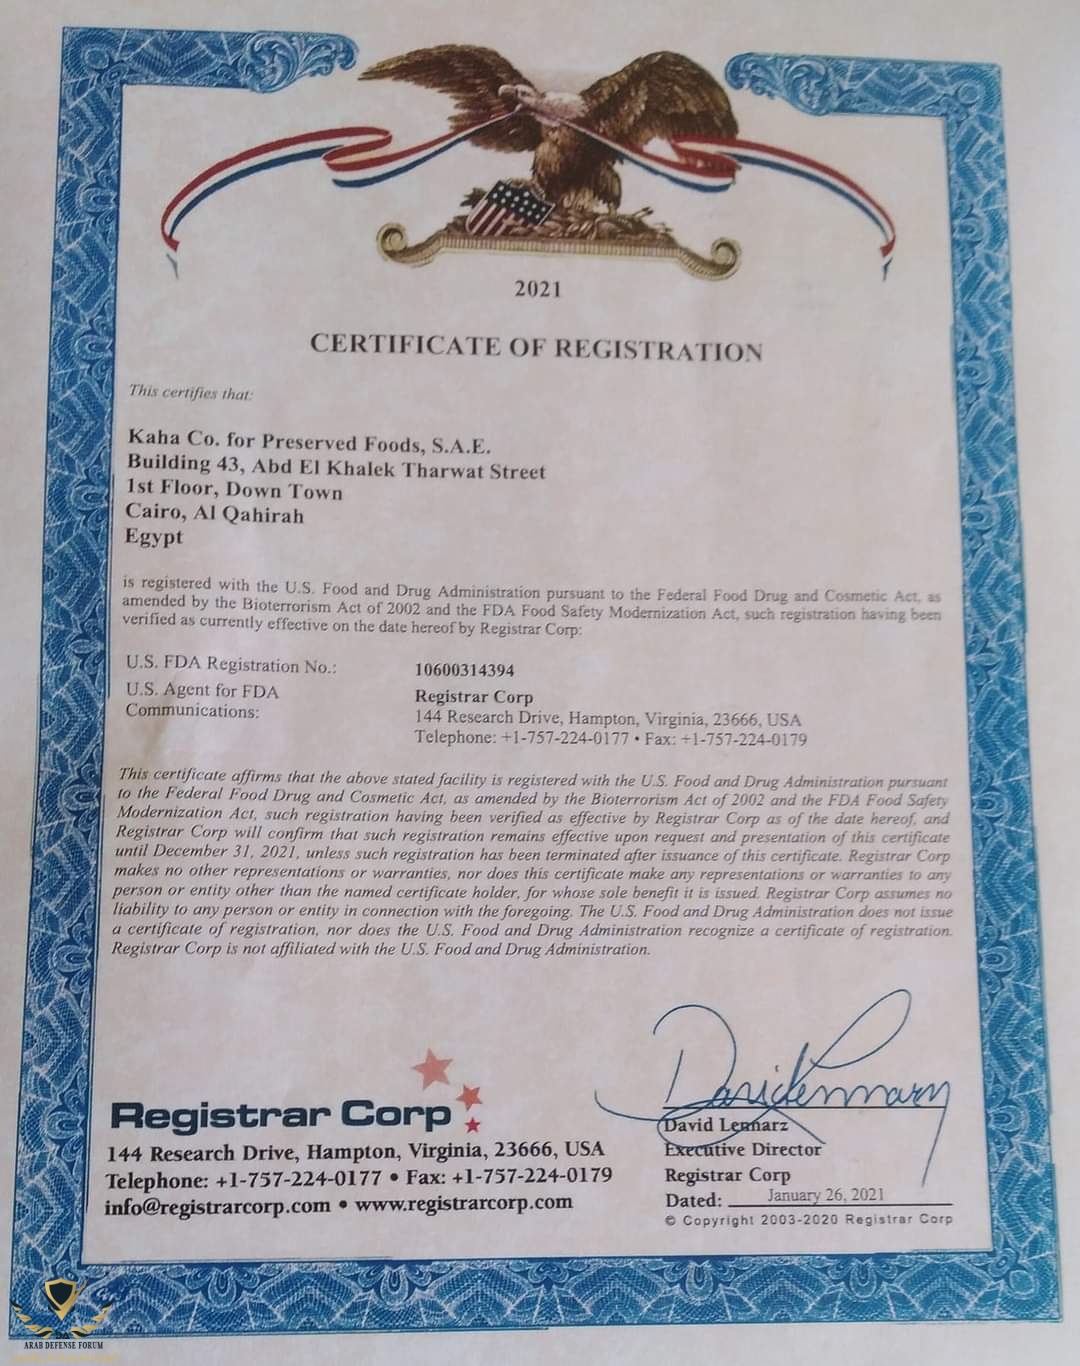 2021
CERTIFICATE OF REGISTRATION
This certifies that:
Kaha Co. for Preserved Foods, S.A.E.
Building 43, Abd El Khalek Tharwat Street
1st Floor, Down Town
Cairo, Al Qahirah
Egypt
is registered with the U.S. Food and Drug Administration pursuant to the Federal Food Drug and Cosmetic Act, as
amended by the Bioterrorism Act of 2002 and the FDA Food Safety Modernization Act, such registration having been
verified as currently effective on the date hereof by Registrar Corp:
U.S. FDA Registration No.: 10600314394
U.S. Agent for FDA Registrar Corp
Communications: 144 Research Drive, Hampton, Virginia, 23666, USA
Telephone: +1-757-224-0177 • Fax: +1-757-224-0179
This certificate affirms that the above stated facility is registered with the U.S. Food and Drug Administration pursuant
to the Federal Food Drug and Cosmetic Act, as amended by the Bioterrorism Act of 2002 and the FDA Food Safety
Modernization Act, such registration having been verified as effective by Registrar Corp as of the date hereof, and
Registrar Corp will confirm that such registration remains effective upon request and presentation of this certificate
until December 31, 2021, unless such registration has been terminated after issuance of this certificate. Registrar Corp
makes no other representations or warranties, nor does this certificate make any representations or warranties to any
person or entity other than the named certificate holder, for whose sole benefit it is issued. Registrar Corp assumes no
liability to any person or entity in connection with the foregoing. The U.S. Food and Drug Administration does not issue
a certificate of registration, nor does the U.S. Food and Drug Administration recognize a certificate of registration.
Registrar Corp is not affiliated with the U.S. Food and Drug Administration.
Registrar Corp
144 Research Drive, Hampton, Virginia, 23666, USA
Telephone: +1-757-224-0177 • Fax: +1-757-224-0179
info@registrarcorp.com • www.registrarcorp.com
David Lennarz
David Lennarz
Executive Director
Registrar Corp
Dated: January 26, 2021
© Copyright 2003-2020 Registrar Corp
ARAB DEFENSE FORUM